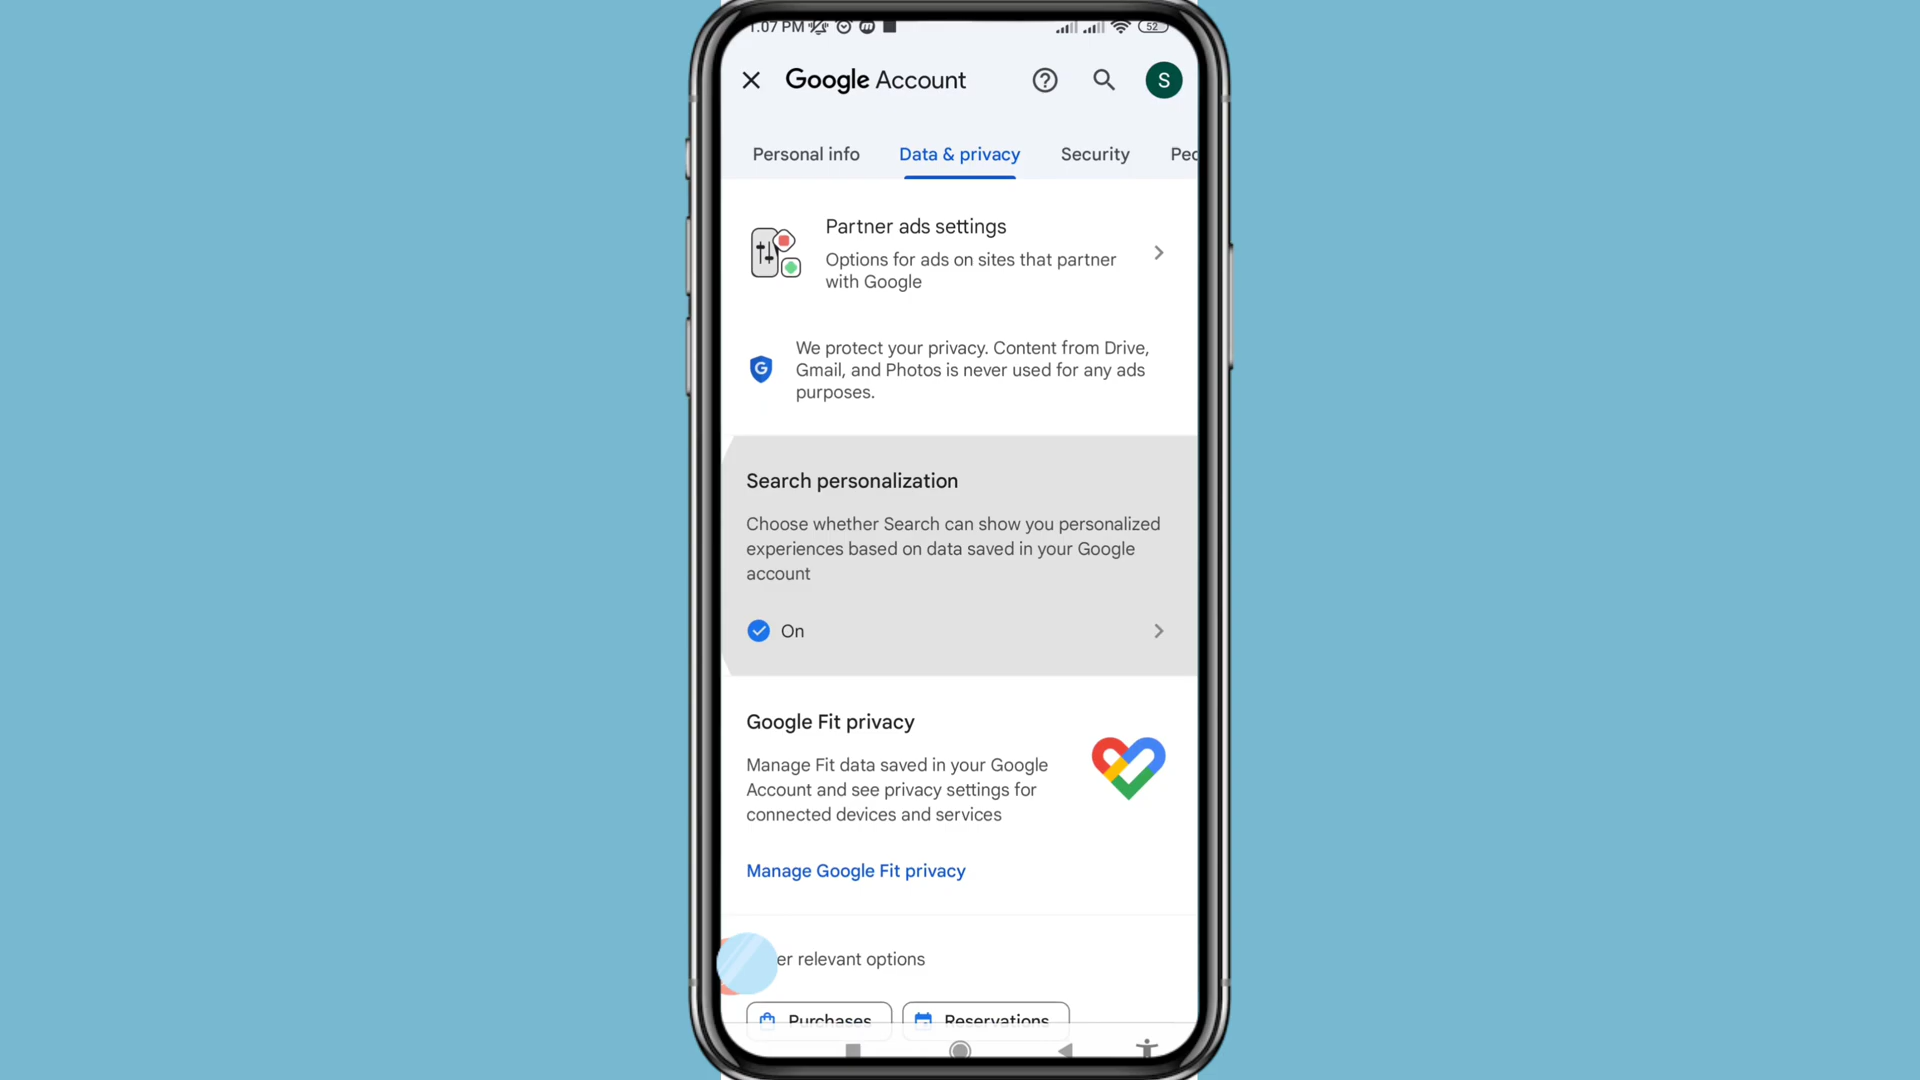 1:07 PM
52
Google Account
S
Personal info
Data & privacy
Security
Peo
Partner ads settings
Options for ads on sites that partner
with Google
We protect your privacy. Content from Drive,
Gmail, and Photos is never used for any ads
purposes.
G
Search personalization
Choose whether Search can show you personalized
experiences based on data saved in your Google
account
On
Google Fit privacy
Manage Fit data saved in your Google
Account and see privacy settings for
connected devices and services
Manage Google Fit privacy
er relevant options
Purchases
Reservations